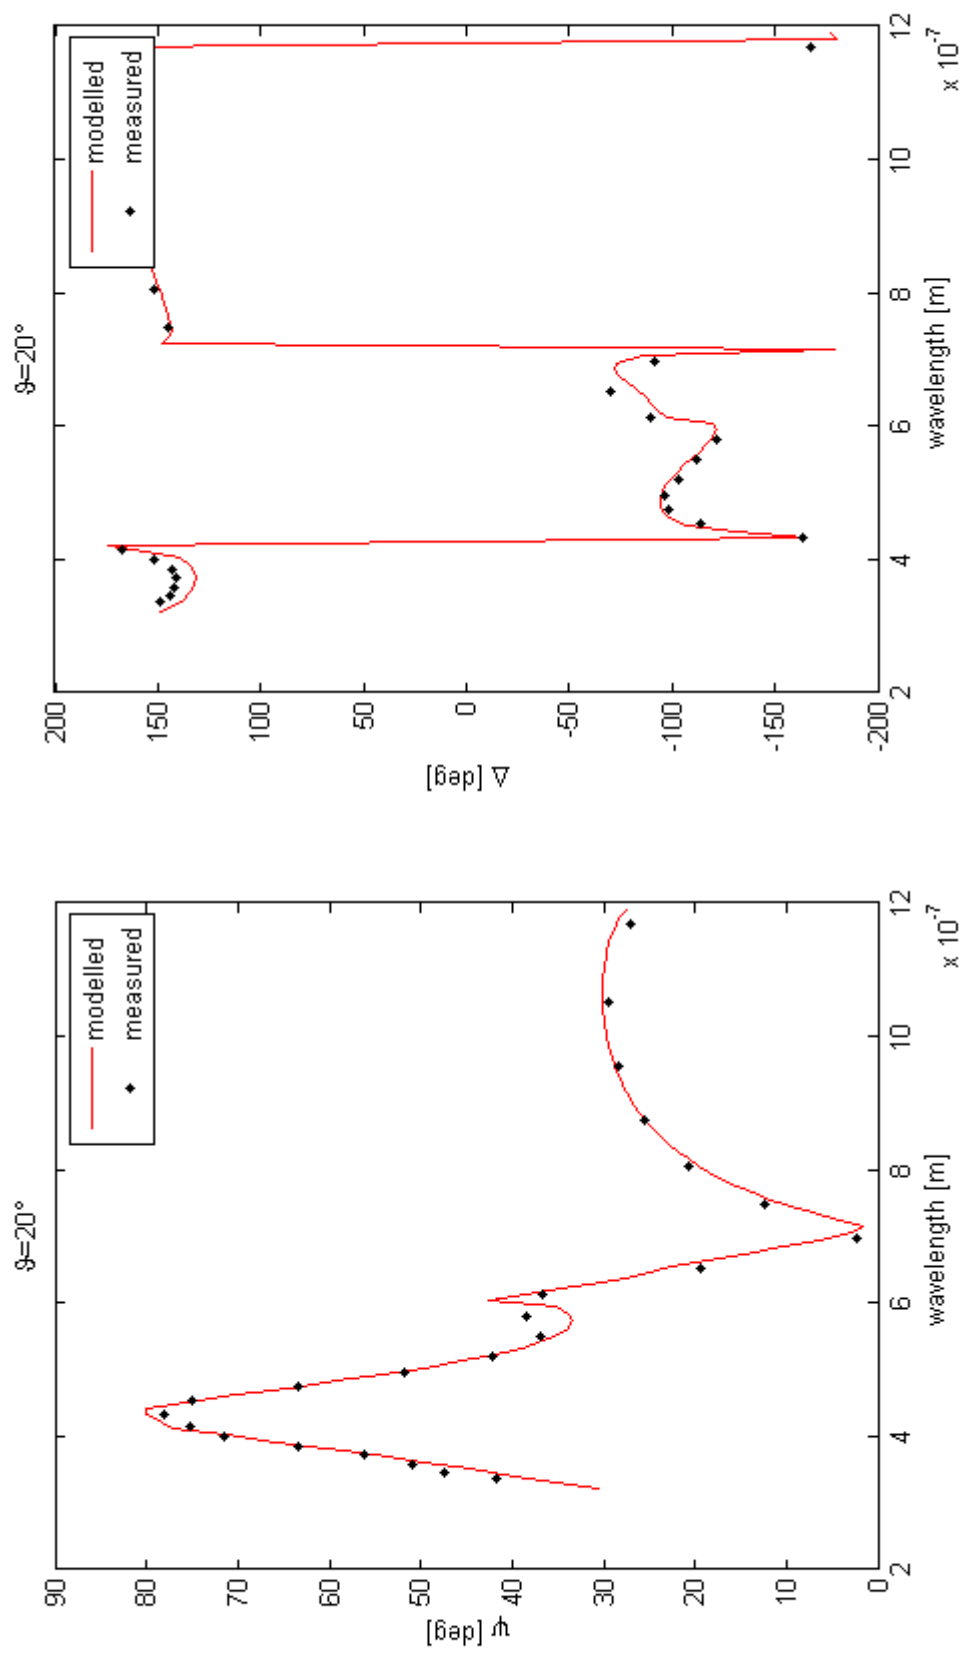 ϑ=20°
90
80
70
60
50
40
30
20
10
0
ψ [deg]
2
4
6
8
10
12
x 10-7
wavelength [m]
modelled
measured
ϑ=20°
200
150
100
50
0
-50
-100
-150
-200
Δ [deg]
2
4
6
8
10
12
x 10-7
wavelength [m]
modelled
measured